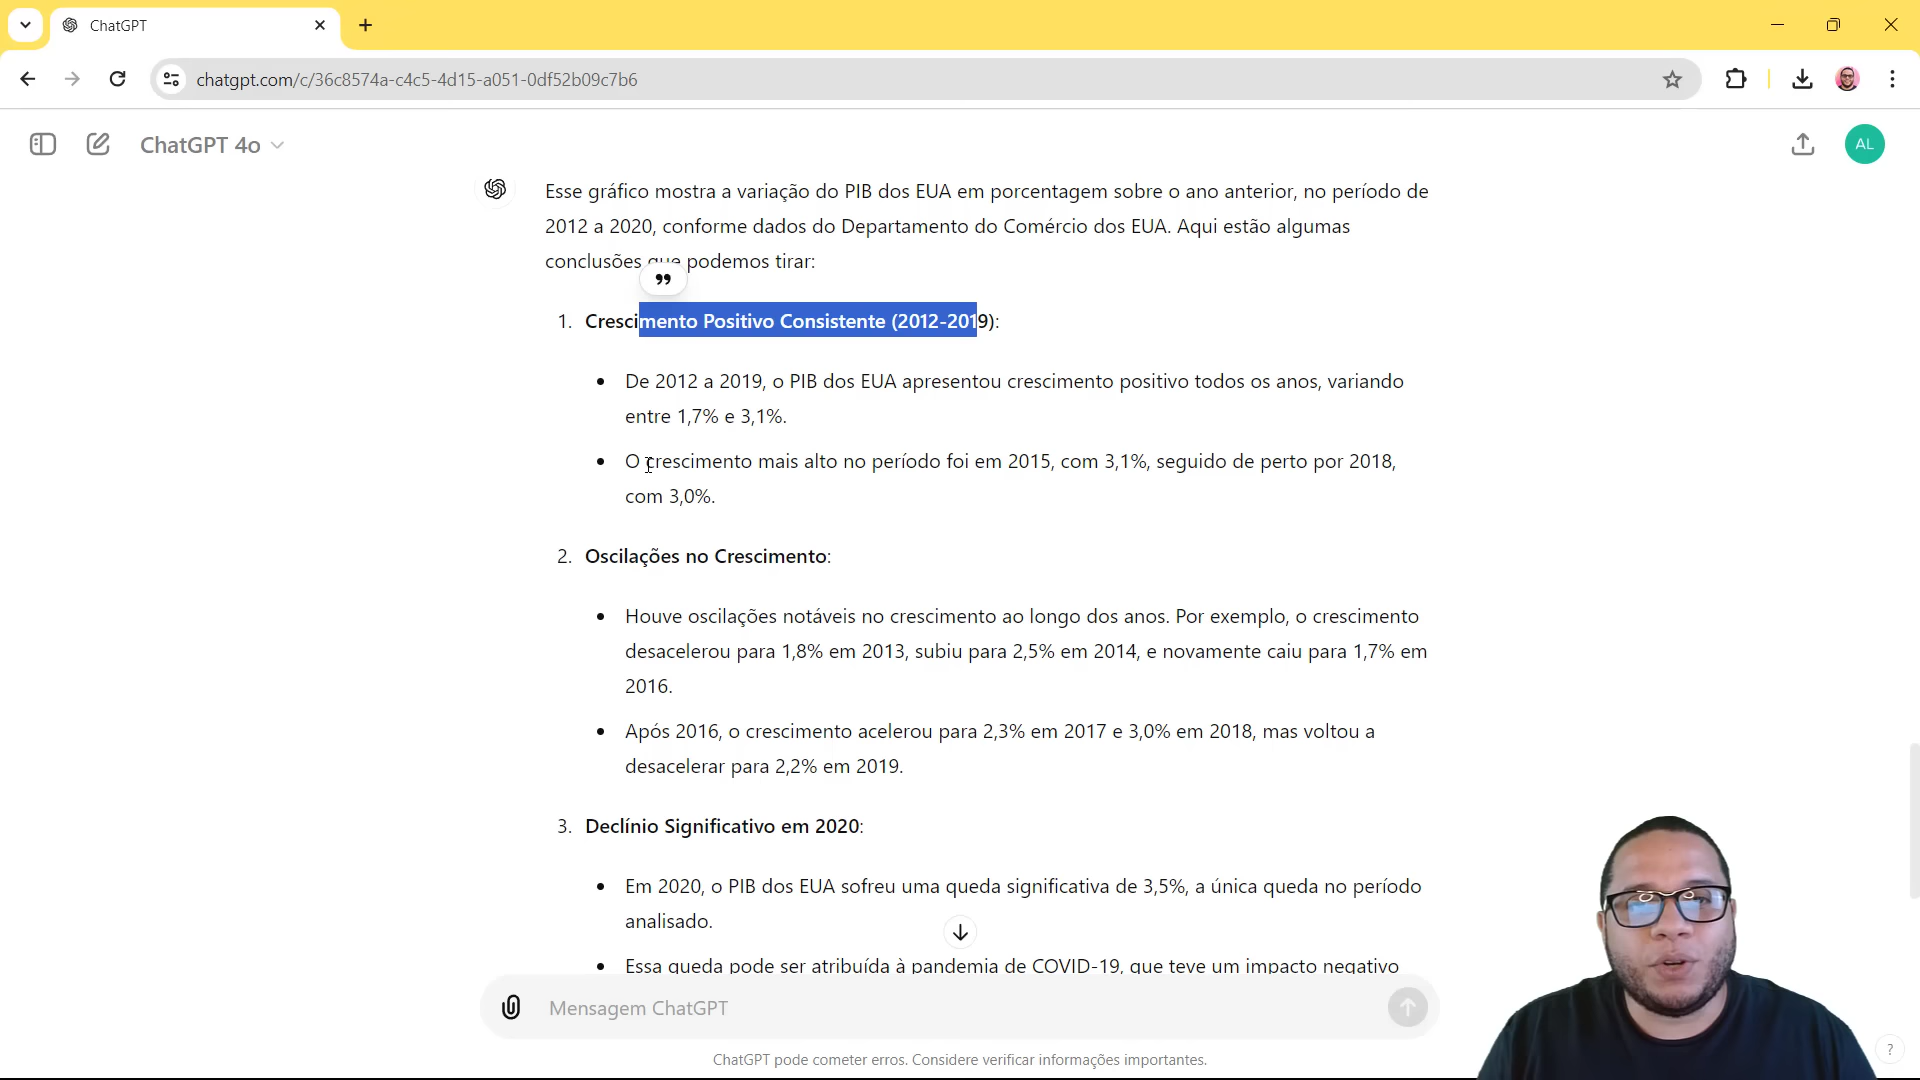 ChatGPT
chatgpt.com/c/36c8574a-c4c5-4d15-a051-0df52b09c7b6
ChatGPT 4o
AL
Esse gráfico mostra a variação do PIB dos EUA em porcentagem sobre o ano anterior, no período de
2012 a 2020, conforme dados do Departamento do Comércio dos EUA. Aqui estão algumas
conclusões que podemos tirar:
1. Crescimento Positivo Consistente (2012-2019):
• De 2012 a 2019, o PIB dos EUA apresentou crescimento positivo todos os anos, variando
entre 1,7% e 3,1%.
• O crescimento mais alto no período foi em 2015, com 3,1%, seguido de perto por 2018,
com 3,0%.
2. Oscilações no Crescimento:
• Houve oscilações notáveis no crescimento ao longo dos anos. Por exemplo, o crescimento
desacelerou para 1,8% em 2013, subiu para 2,5% em 2014, e novamente caiu para 1,7% em
2016.
• Após 2016, o crescimento acelerou para 2,3% em 2017 e 3,0% em 2018, mas voltou a
desacelerar para 2,2% em 2019.
3. Declínio Significativo em 2020:
• Em 2020, o PIB dos EUA sofreu uma queda significativa de 3,5%, a única queda no período
analisado.
• Essa queda pode ser atribuída à pandemia de COVID-19, que teve um impacto negativo
Mensagem ChatGPT
ChatGPT pode cometer erros. Considere verificar informações importantes.
?